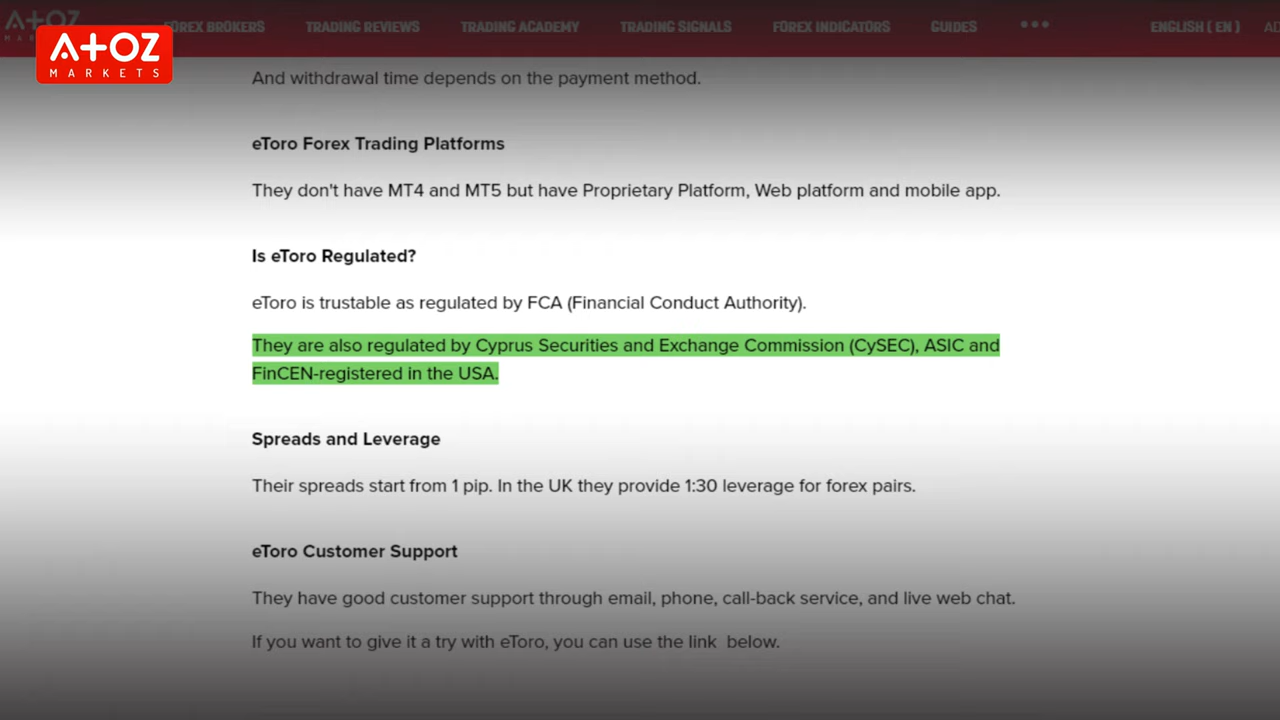 FOREX BROKERS TRADING REVIEWS TRADING ACADEMY TRADING SIGNALS FOREX INDICATORS GUIDES ENGLISH ( EN )
A+OZ
MARKETS
And withdrawal time depends on the payment method.
eToro Forex Trading Platforms
They don't have MT4 and MT5 but have Proprietary Platform, Web platform and mobile app.
Is eToro Regulated?
eToro is trustable as regulated by FCA (Financial Conduct Authority).
They are also regulated by Cyprus Securities and Exchange Commission (CySEC), ASIC and
FinCEN-registered in the USA.
Spreads and Leverage
Their spreads start from 1 pip. In the UK they provide 1:30 leverage for forex pairs.
eToro Customer Support
They have good customer support through email, phone, call-back service, and live web chat.
If you want to give it a try with eToro, you can use the link below.